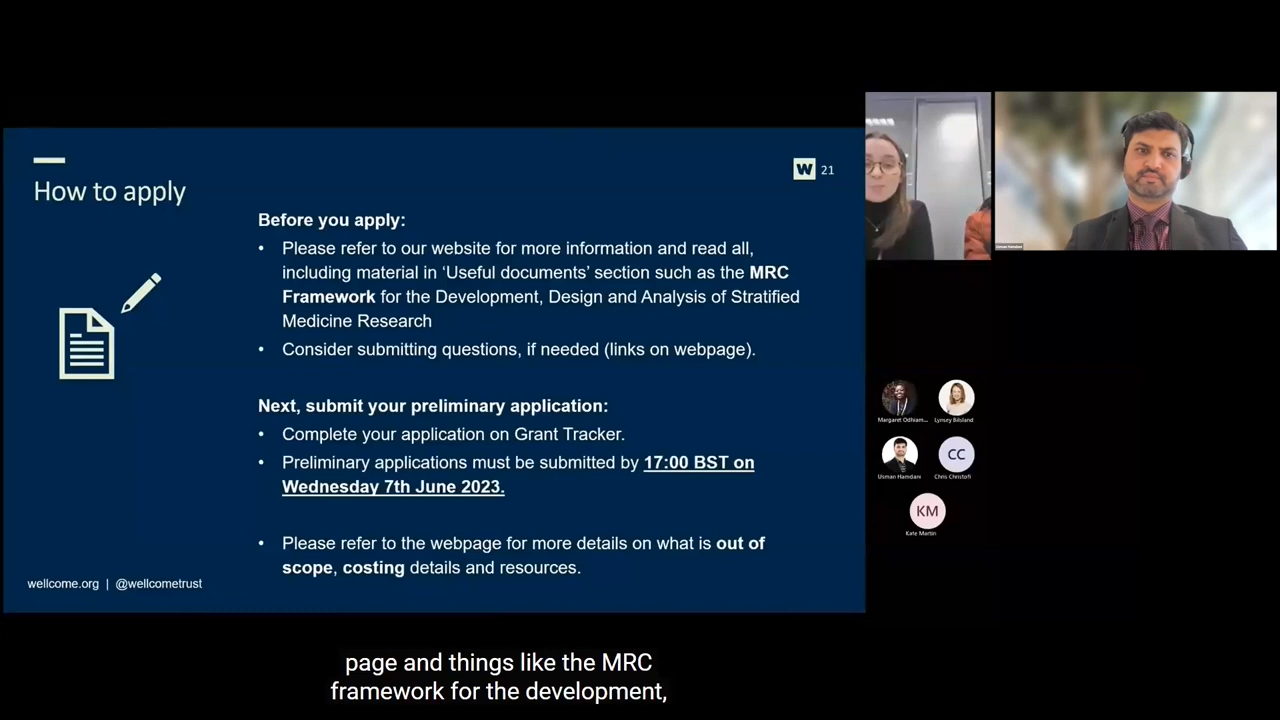 How to apply
W 21
Before you apply:
• Please refer to our website for more information and read all,
including material in ‘Useful documents’ section such as the MRC
Framework for the Development, Design and Analysis of Stratified
Medicine Research
• Consider submitting questions, if needed (links on webpage).
Next, submit your preliminary application:
• Complete your application on Grant Tracker.
• Preliminary applications must be submitted by 17:00 BST on
Wednesday 7th June 2023.
• Please refer to the webpage for more details on what is out of
scope, costing details and resources.
wellcome.org | @wellcometrust
Usman Hamdani
Margaret Odhiam...
Lynsey Bilsland
Usman Hamdani
CC
Chris Christofi
KM
Kate Martin
page and things like the MRC
framework for the development,